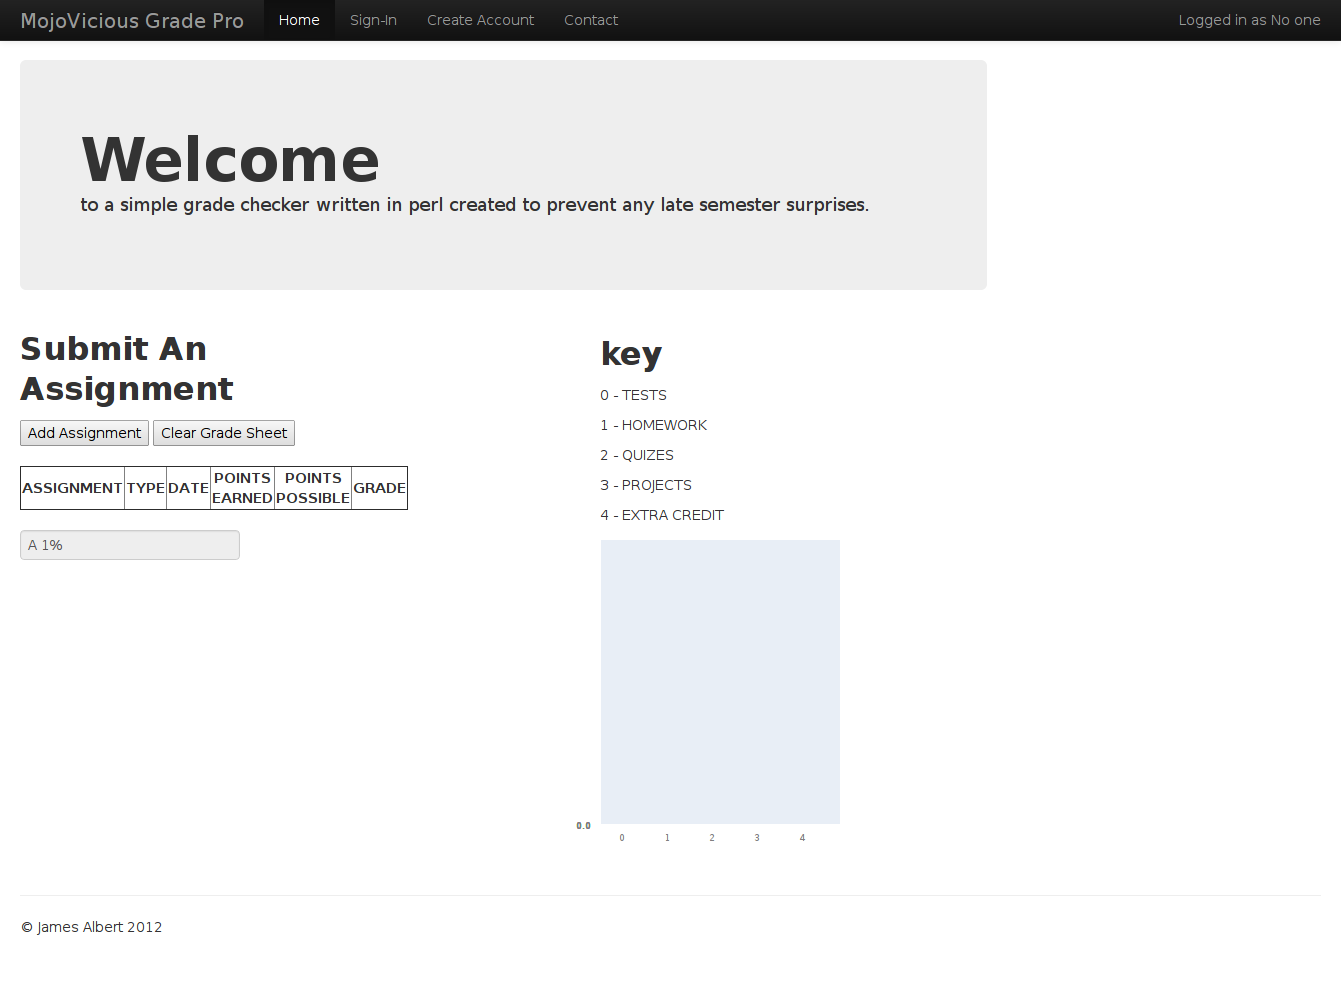 MojoVicious Grade Pro Home Sign-In Create Account Contact Logged in as No one
Welcome
to a simple grade checker written in perl created to prevent any late semester surprises.
Submit An
Assignment
Add Assignment Clear Grade Sheet
ASSIGNMENT TYPE DATE POINTS EARNED POINTS POSSIBLE GRADE
A 1%
key
0 - TESTS
1 - HOMEWORK
2 - QUIZES
3 - PROJECTS
4 - EXTRA CREDIT
0 1 2 3 4
© James Albert 2012